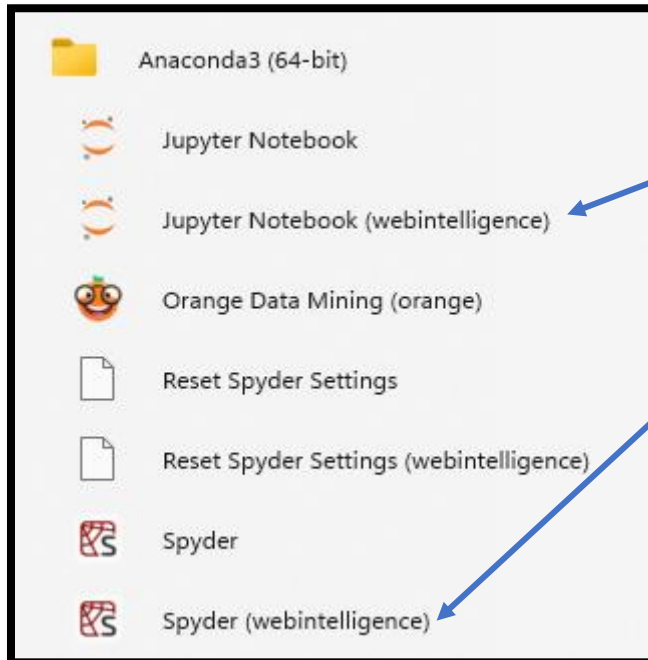 Anaconda3 (64-bit)
Jupyter Notebook
Jupyter Notebook (webintelligence)
Orange Data Mining (orange)
Reset Spyder Settings
Reset Spyder Settings (webintelligence)
Spyder
Spyder (webintelligence)